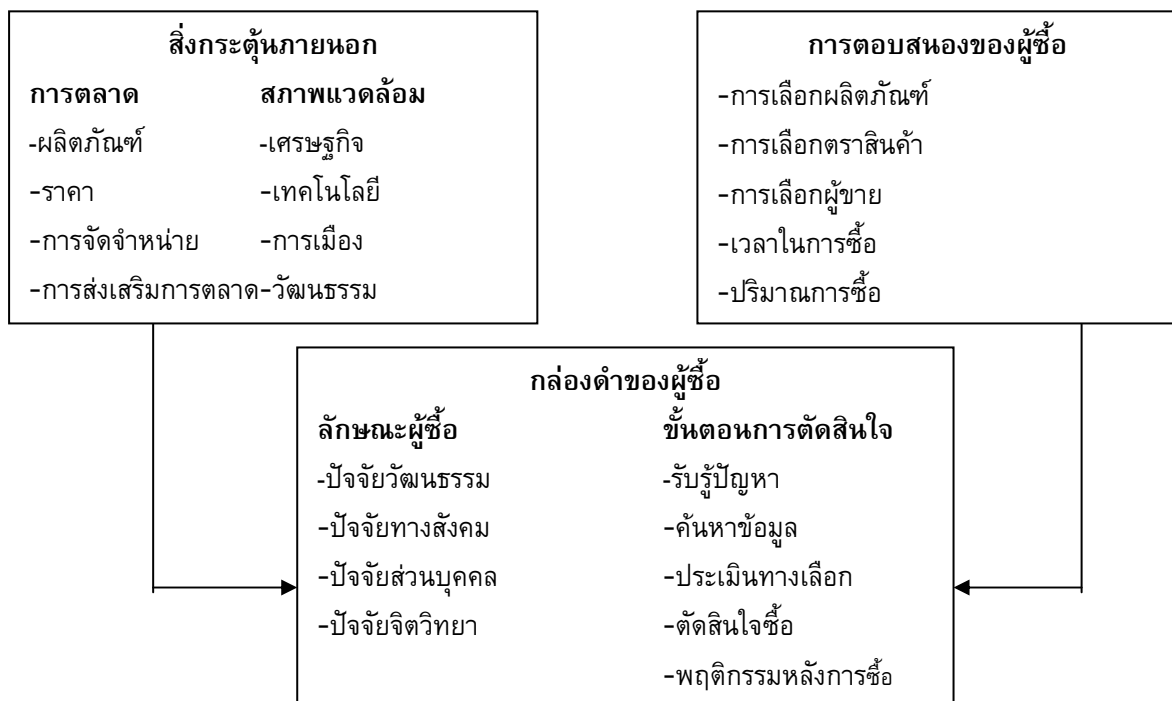 สิ่งกระตุ้นภายนอก
การตลาด สภาพแวดล้อม
-ผลิตภัณฑ์ -เศรษฐกิจ
-ราคา -เทคโนโลยี
-การจัดจำหน่าย -การเมือง
-การส่งเสริมการตลาด-วัฒนธรรม
การตอบสนองของผู้ซื้อ
-การเลือกผลิตภัณฑ์
-การเลือกตราสินค้า
-การเลือกผู้ขาย
-เวลาในการซื้อ
-ปริมาณการซื้อ
กล่องดำของผู้ซื้อ
ลักษณะผู้ซื้อ ขั้นตอนการตัดสินใจ
-ปัจจัยวัฒนธรรม -รับรู้ปัญหา
-ปัจจัยทางสังคม -ค้นหาข้อมูล
-ปัจจัยส่วนบุคคล -ประเมินทางเลือก
-ปัจจัยจิตวิทยา -ตัดสินใจซื้อ
-พฤติกรรมหลังการซื้อ